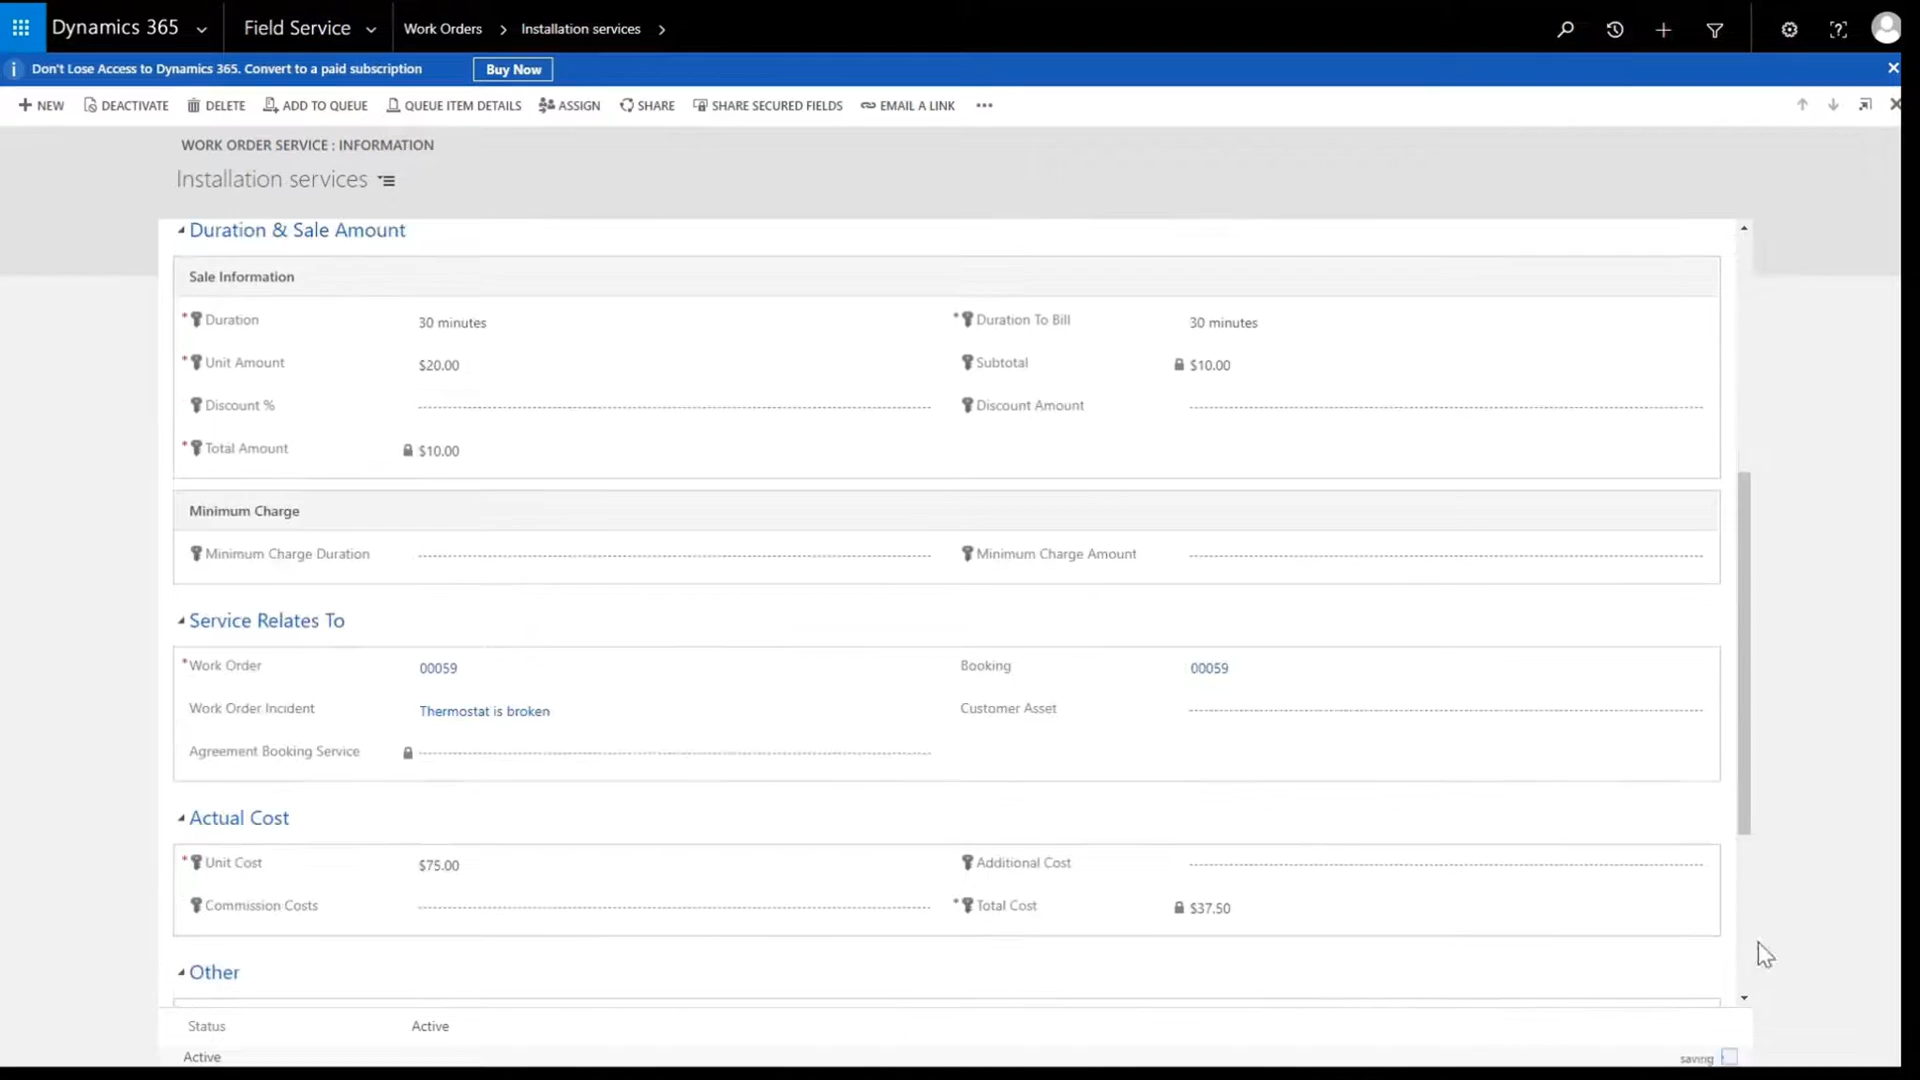 Dynamics 365 Field Service Work Orders > Installation services >
Don't Lose Access to Dynamics 365. Convert to a paid subscription Buy Now
NEW DEACTIVATE DELETE ADD TO QUEUE QUEUE ITEM DETAILS ASSIGN SHARE SHARE SECURED FIELDS EMAIL A LINK ...
WORK ORDER SERVICE : INFORMATION
Installation services
Duration & Sale Amount
Sale Information
* Duration 30 minutes * Duration To Bill 30 minutes
* Unit Amount $20.00 Subtotal $10.00
Discount % Discount Amount
* Total Amount $10.00
Minimum Charge
Minimum Charge Duration Minimum Charge Amount
Service Relates To
* Work Order 00059 Booking 00059
Work Order Incident Thermostat is broken Customer Asset
Agreement Booking Service
Actual Cost
* Unit Cost $75.00 Additional Cost
Commission Costs * Total Cost $37.50
Other
Status Active
Active saving